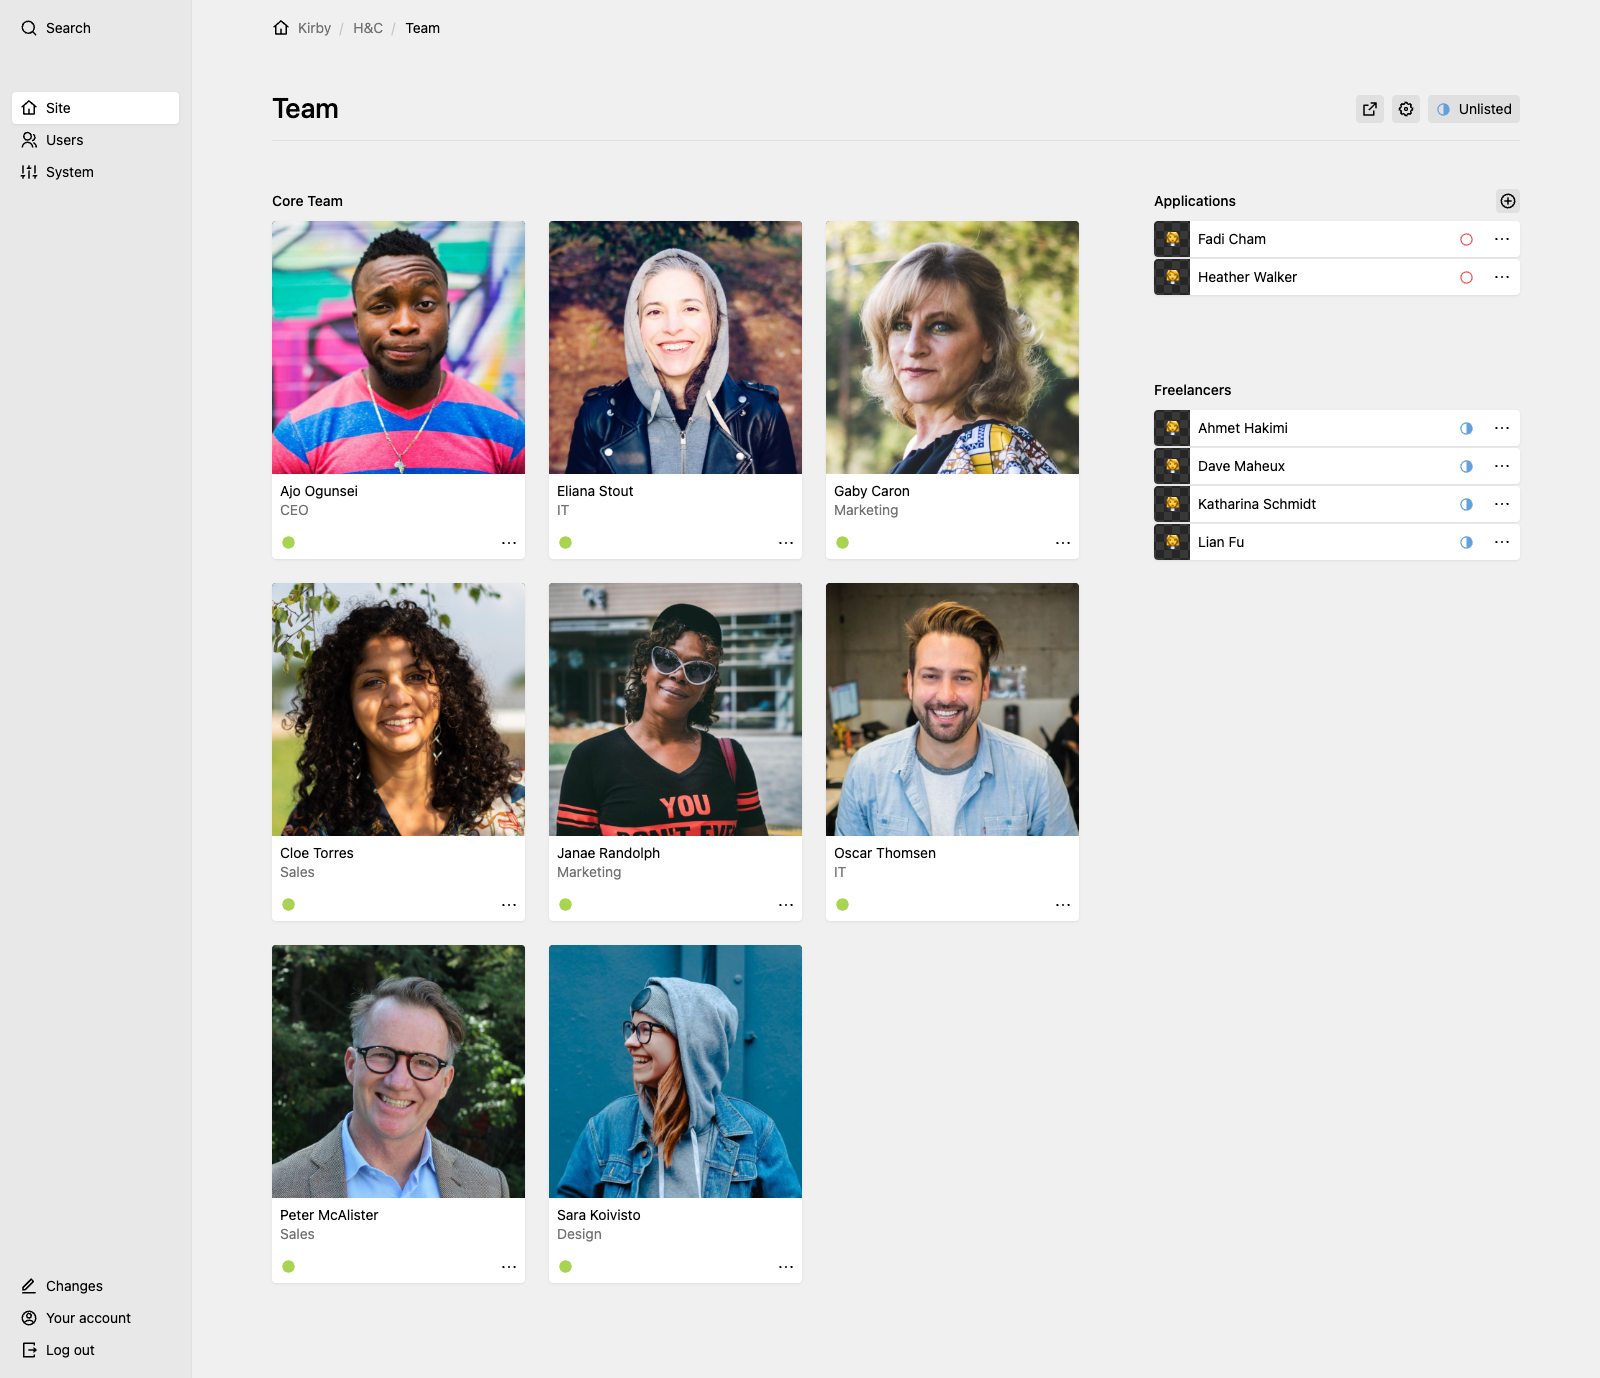 Search
Site
Users
System
Changes
Your account
Log out
Kirby / H&C / Team
Team
Unlisted
Core Team
Ajo Ogunsei
CEO
Eliana Stout
IT
Gaby Caron
Marketing
Cloe Torres
Sales
YOU
DON'T EVEN
Janae Randolph
Marketing
Oscar Thomsen
IT
Peter McAlister
Sales
Sara Koivisto
Design
Applications
Fadi Cham
Heather Walker
Freelancers
Ahmet Hakimi
Dave Maheux
Katharina Schmidt
Lian Fu